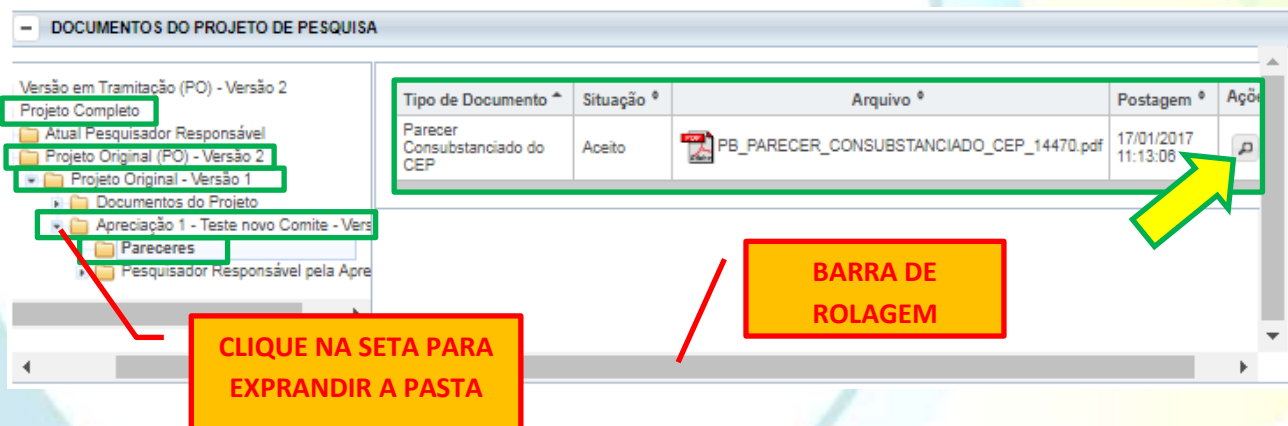 DOCUMENTOS DO PROJETO DE PESQUISA
Versão em Tramitação (PO) - Versão 2
Projeto Completo
Atual Pesquisador Responsável
Projeto Original (PO) - Versão 2
Projeto Original - Versão 1
Documentos do Projeto
Apreciação 1 - Teste novo Comite - Vers
Pareceres
Pesquisador Responsável pela Apre
Tipo de Documento Situação Arquivo Postagem Açõe
Parecer
Consubstanciado do
CEP
Aceito
PB_PARECER_CONSUBSTANCIADO_CEP_14470.pdf
17/01/2017
11:13:06
BARRA DE
ROLAGEM
CLIQUE NA SETA PARA
EXPRANDIR A PASTA